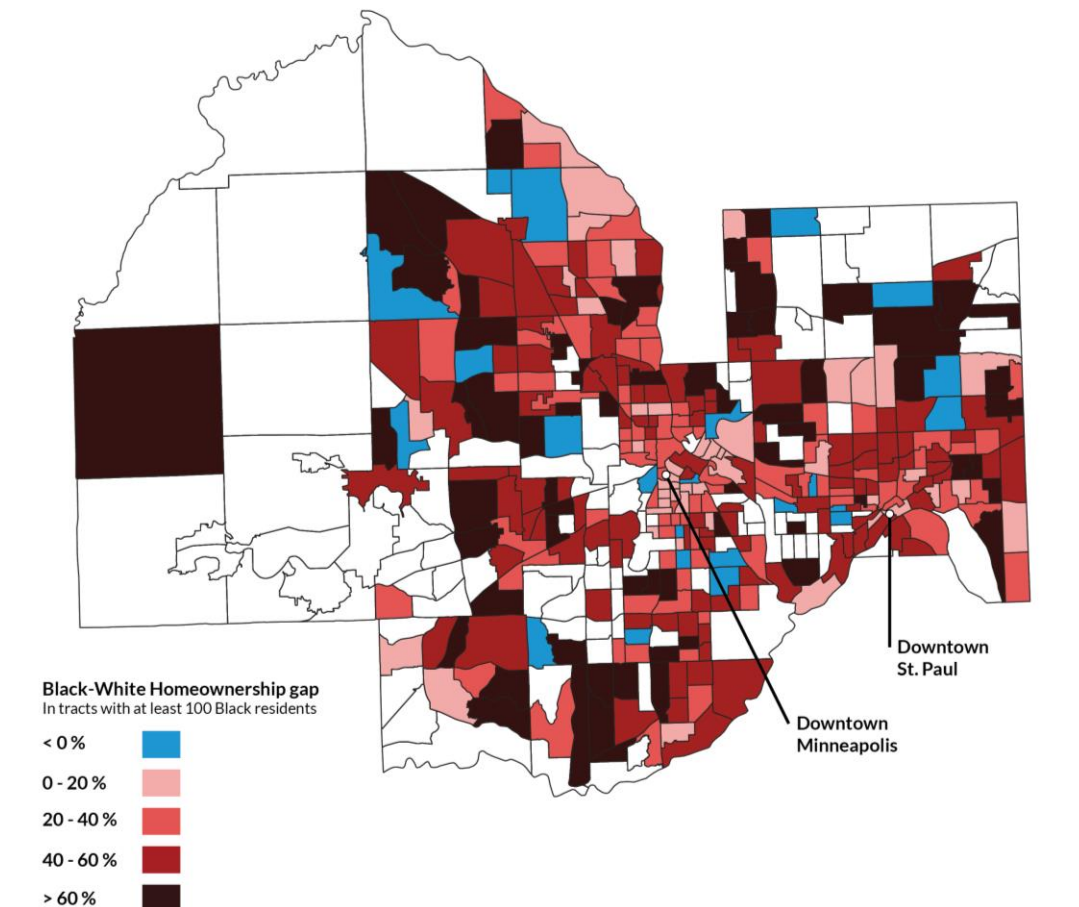 Downtown
St. Paul
Downtown
Minneapolis
Black-White Homeownership gap
In tracts with at least 100 Black residents
< 0 %
0 - 20 %
20 - 40 %
40 - 60 %
> 60 %